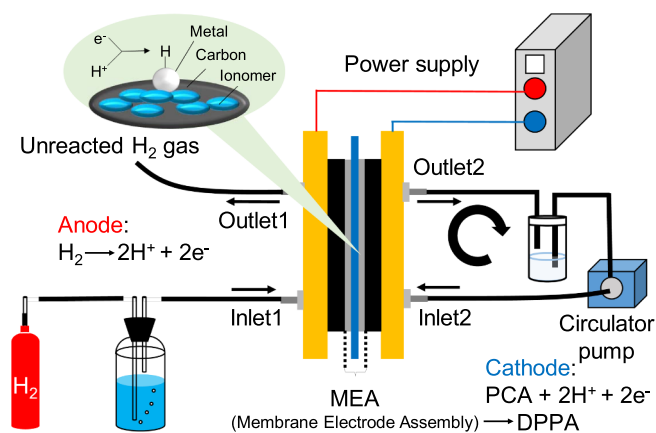 e⁻
H
H⁺
Metal
Carbon
Ionomer
Power supply
Unreacted H₂ gas
Outlet1
Outlet2
Anode:
H₂⟶2H⁺ + 2e⁻
Inlet1
Inlet2
H₂
Circulator
pump
MEA
(Membrane Electrode Assembly)
Cathode:
PCA + 2H⁺ + 2e⁻
⟶DPPA